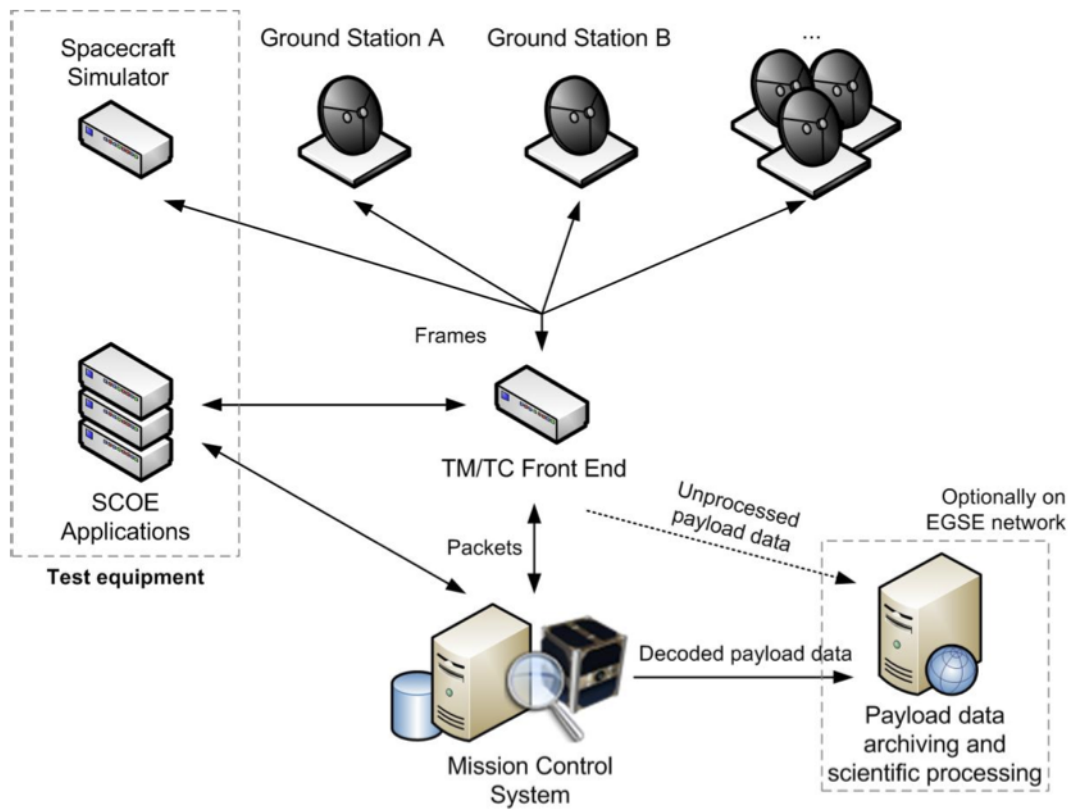 Spacecraft
Simulator
Ground Station A
Ground Station B
...
Frames
SCOE
Applications
Test equipment
TM/TC Front End
Packets
Unprocessed
payload data
Optionally on
EGSE network
Decoded payload data
Mission Control
System
Payload data
archiving and
scientific processing